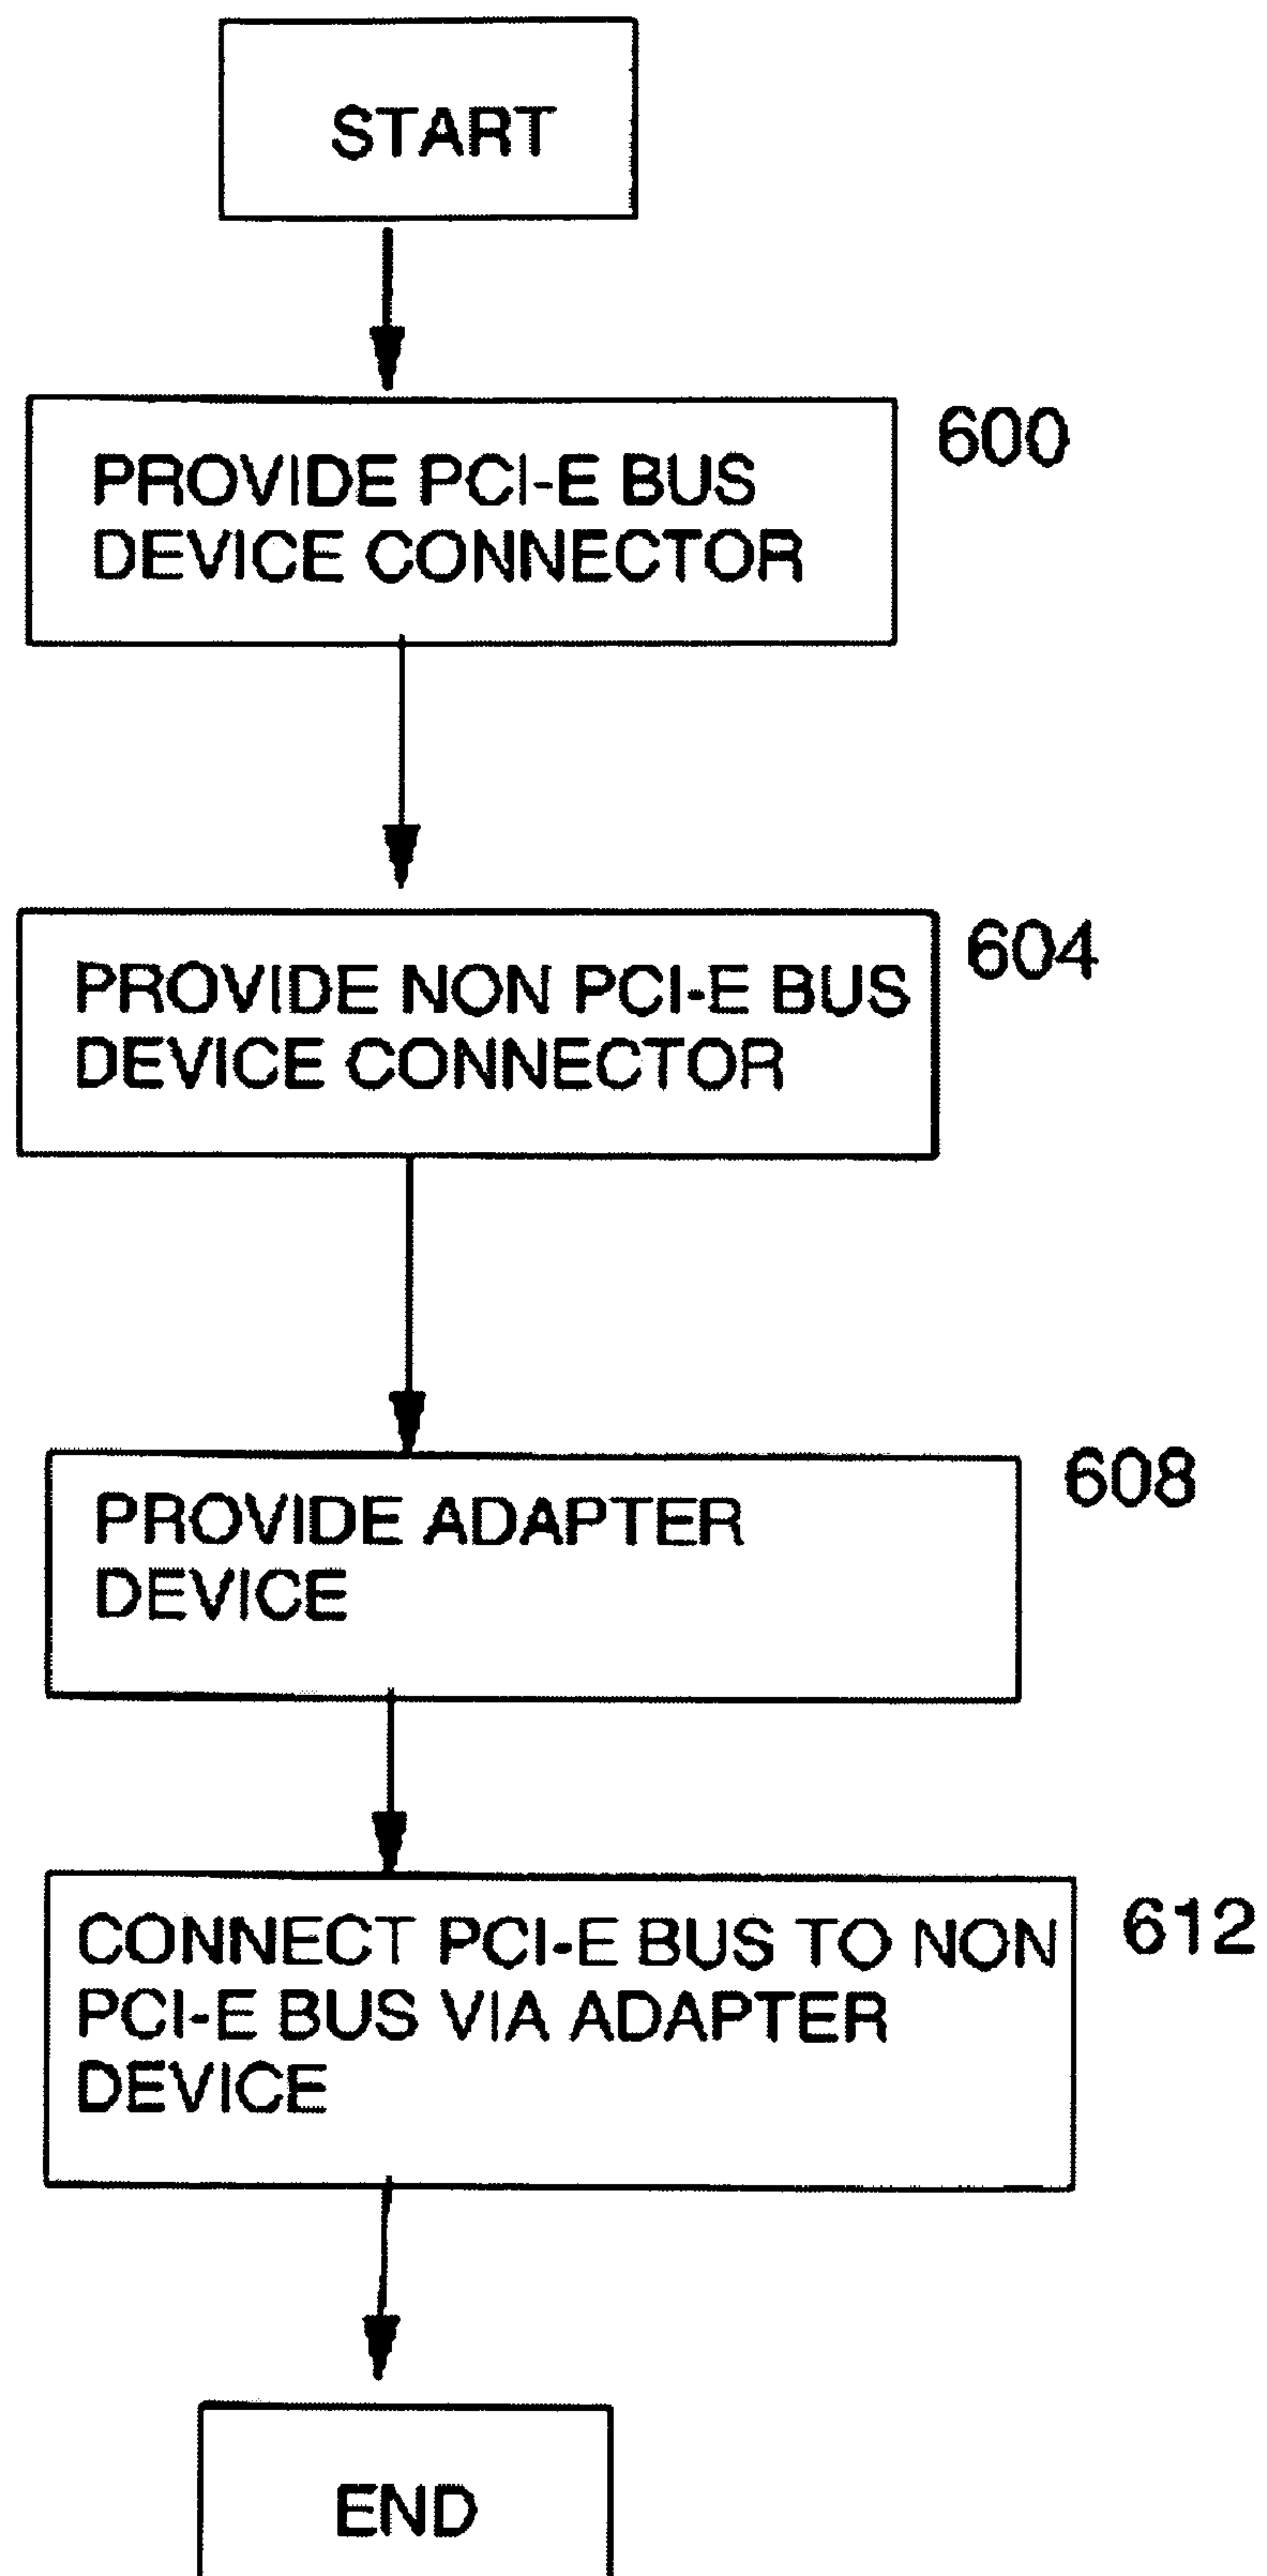 START
PROVIDE PCI-E BUS
DEVICE CONNECTOR
600
PROVIDE NON PCI-E BUS
DEVICE CONNECTOR
604
PROVIDE ADAPTER
DEVICE
608
CONNECT PCI-E BUS TO NON
PCI-E BUS VIA ADAPTER
DEVICE
612
END